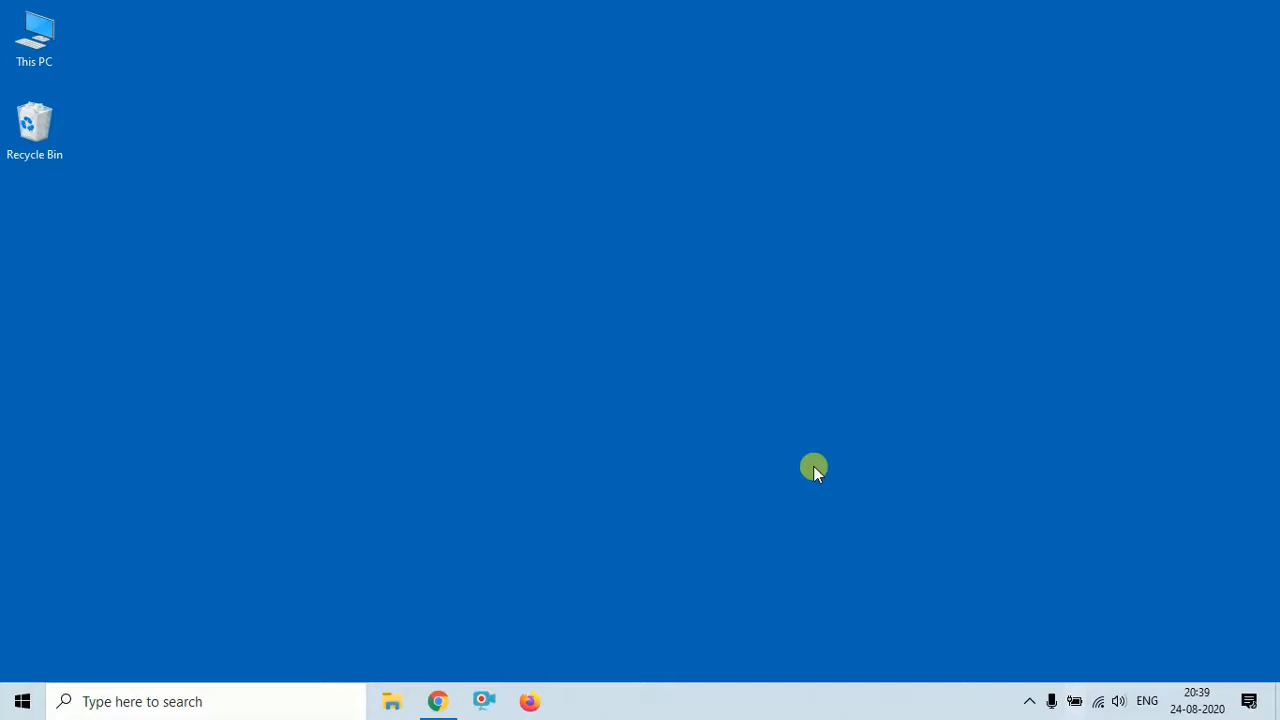 This PC
Recycle Bin
Type here to search
ENG
20:39
24-08-2020